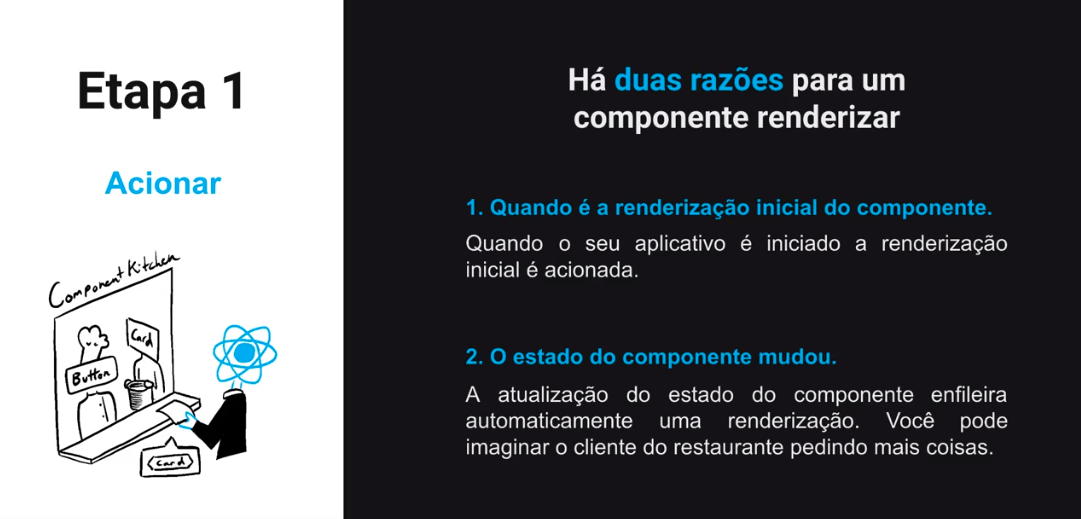 Etapa 1
Acionar
Component Kitchen
Card
Button
<Card>
Há duas razões para um
componente renderizar
1. Quando é a renderização inicial do componente.
Quando o seu aplicativo é iniciado a renderização
inicial é acionada.
2. O estado do componente mudou.
A atualização do estado do componente enfileira
automaticamente uma renderização. Você pode
imaginar o cliente do restaurante pedindo mais coisas.